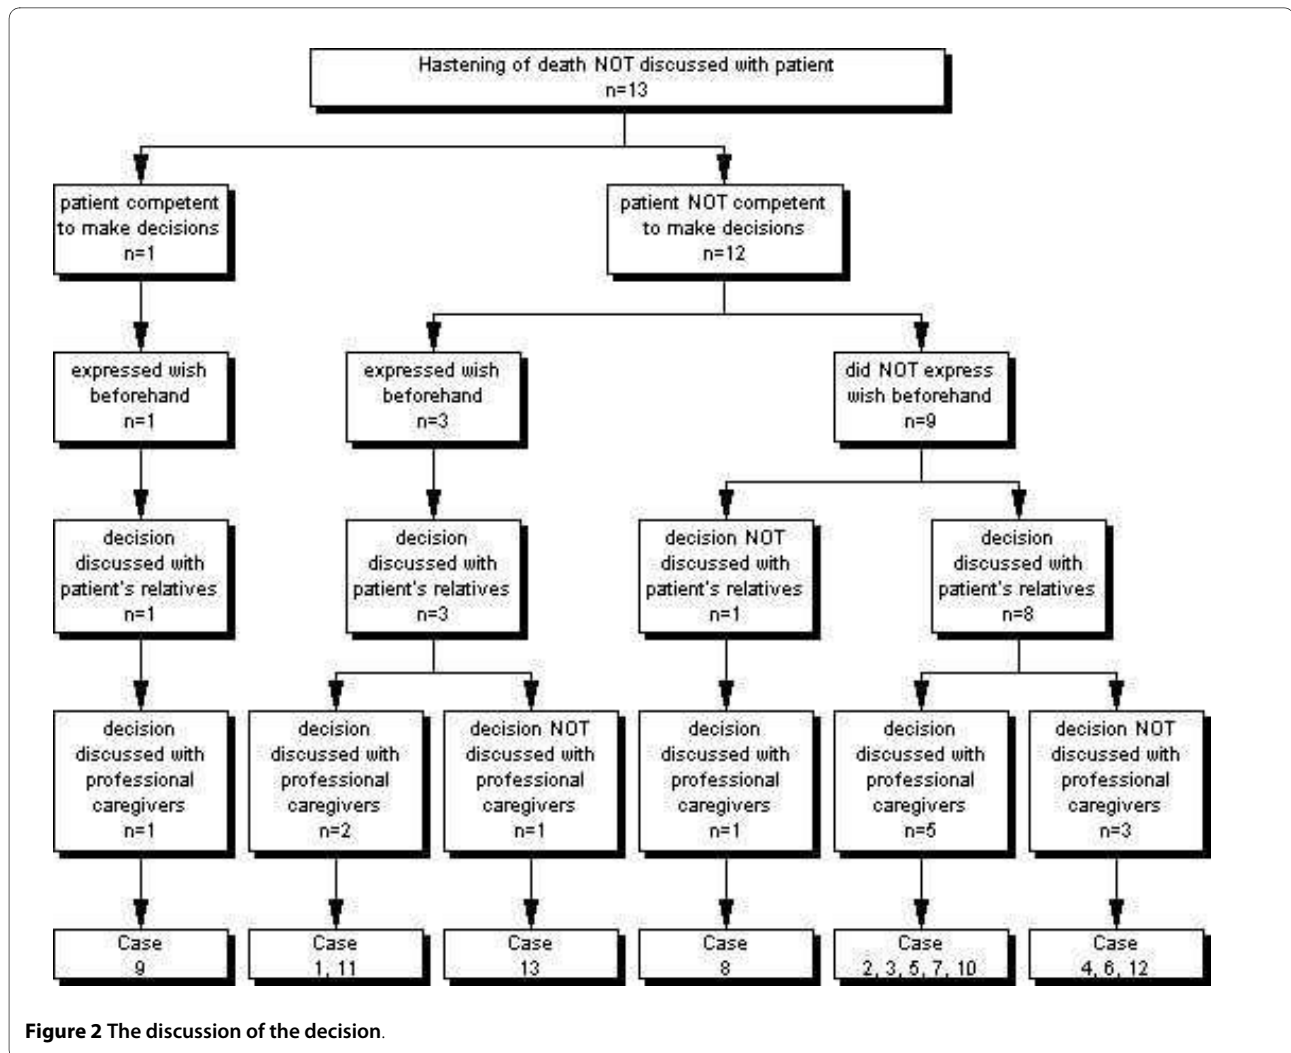 Hastening of death NOT discussed with patient
n=13
patient competent
to make decisions
n=1
patient NOT competent
to make decisions
n=12
expressed wish
beforehand
n=1
expressed wish
beforehand
n=3
did NOT express
wish beforehand
n=9
decision
discussed with
patient's relatives
n=1
decision
discussed with
patient's relatives
n=3
decision NOT
discussed with
patient's relatives
n=1
decision
discussed with
patient's relatives
n=8
decision
discussed with
professional
caregivers
n=1
decision
discussed with
professional
caregivers
n=2
decision NOT
discussed with
professional
caregivers
n=1
decision
discussed with
professional
caregivers
n=1
decision
discussed with
professional
caregivers
n=5
decision NOT
discussed with
professional
caregivers
n=3
Case
9
Case
1, 11
Case
13
Case
8
Case
2, 3, 5, 7, 10
Case
4, 6, 12
Figure 2 The discussion of the decision.